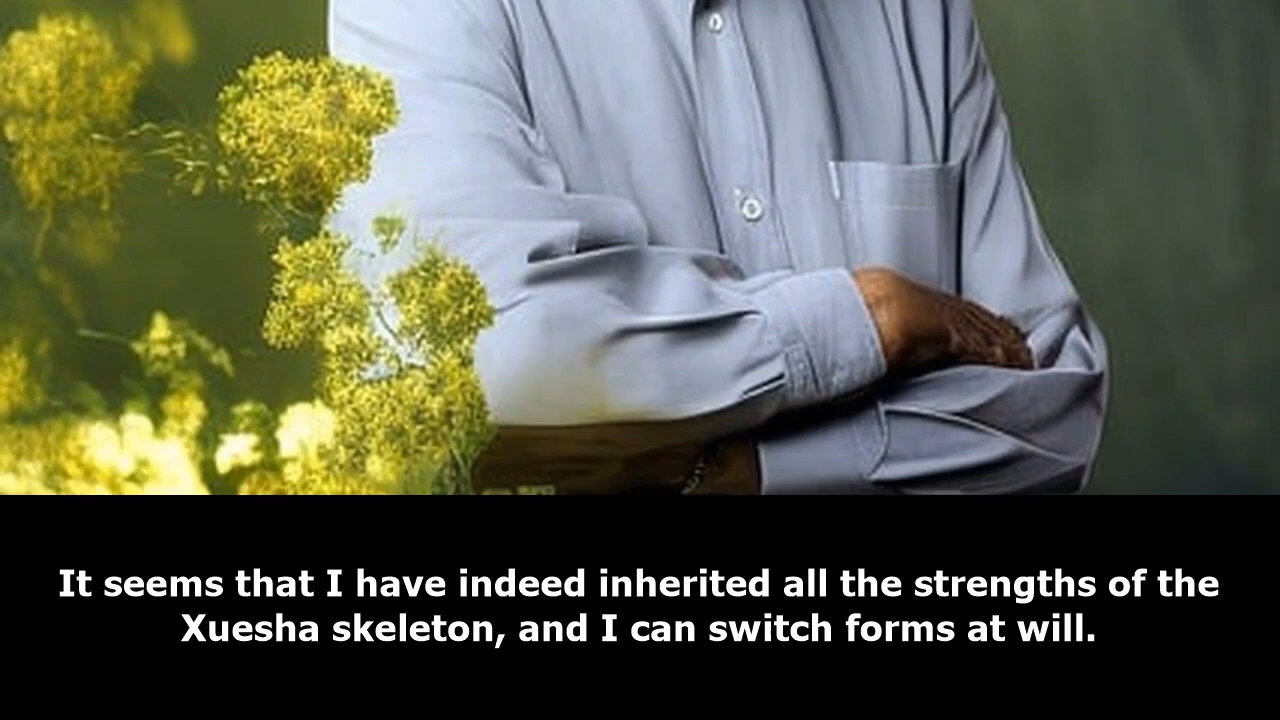 It seems that I have indeed inherited all the strengths of the
Xuesha skeleton, and I can switch forms at will.